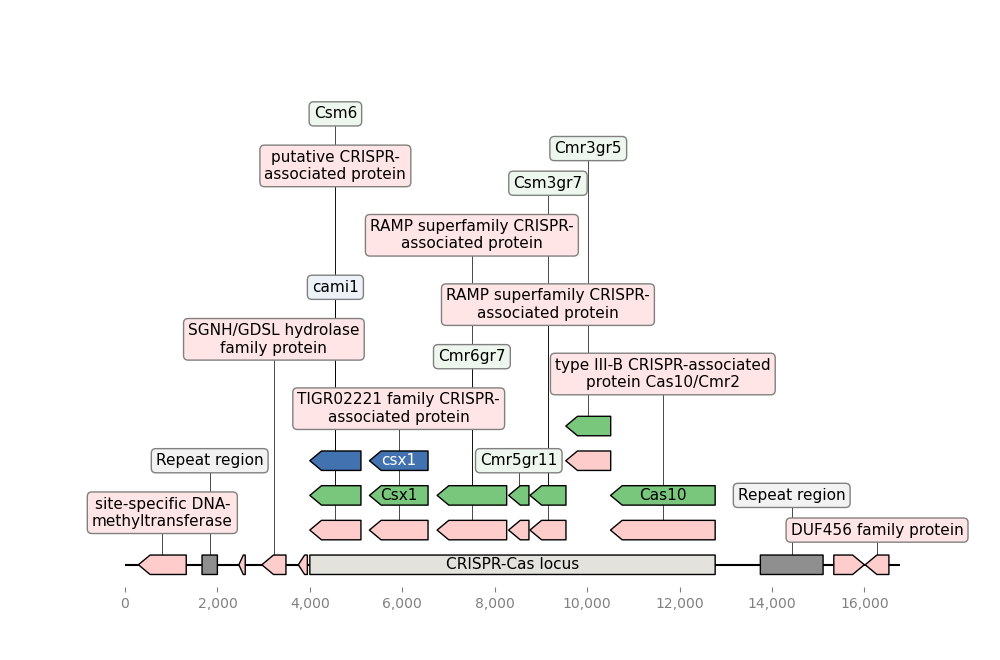 Csm6
Cmr3gr5
putative CRISPR-
associated protein
Csm3gr7
RAMP superfamily CRISPR-
associated protein
cami1
RAMP superfamily CRISPR-
associated protein
SGNH/GDSL hydrolase
family protein
Cmr6gr7
type III-B CRISPR-associated
protein Cas10/Cmr2
TIGR02221 family CRISPR-
associated protein
Repeat region
csx1
Cmr5gr11
Csx1
Cas10
Repeat region
site-specific DNA-
methyltransferase
DUF456 family protein
CRISPR-Cas locus
0 2,000 4,000 6,000 8,000 10,000 12,000 14,000 16,000